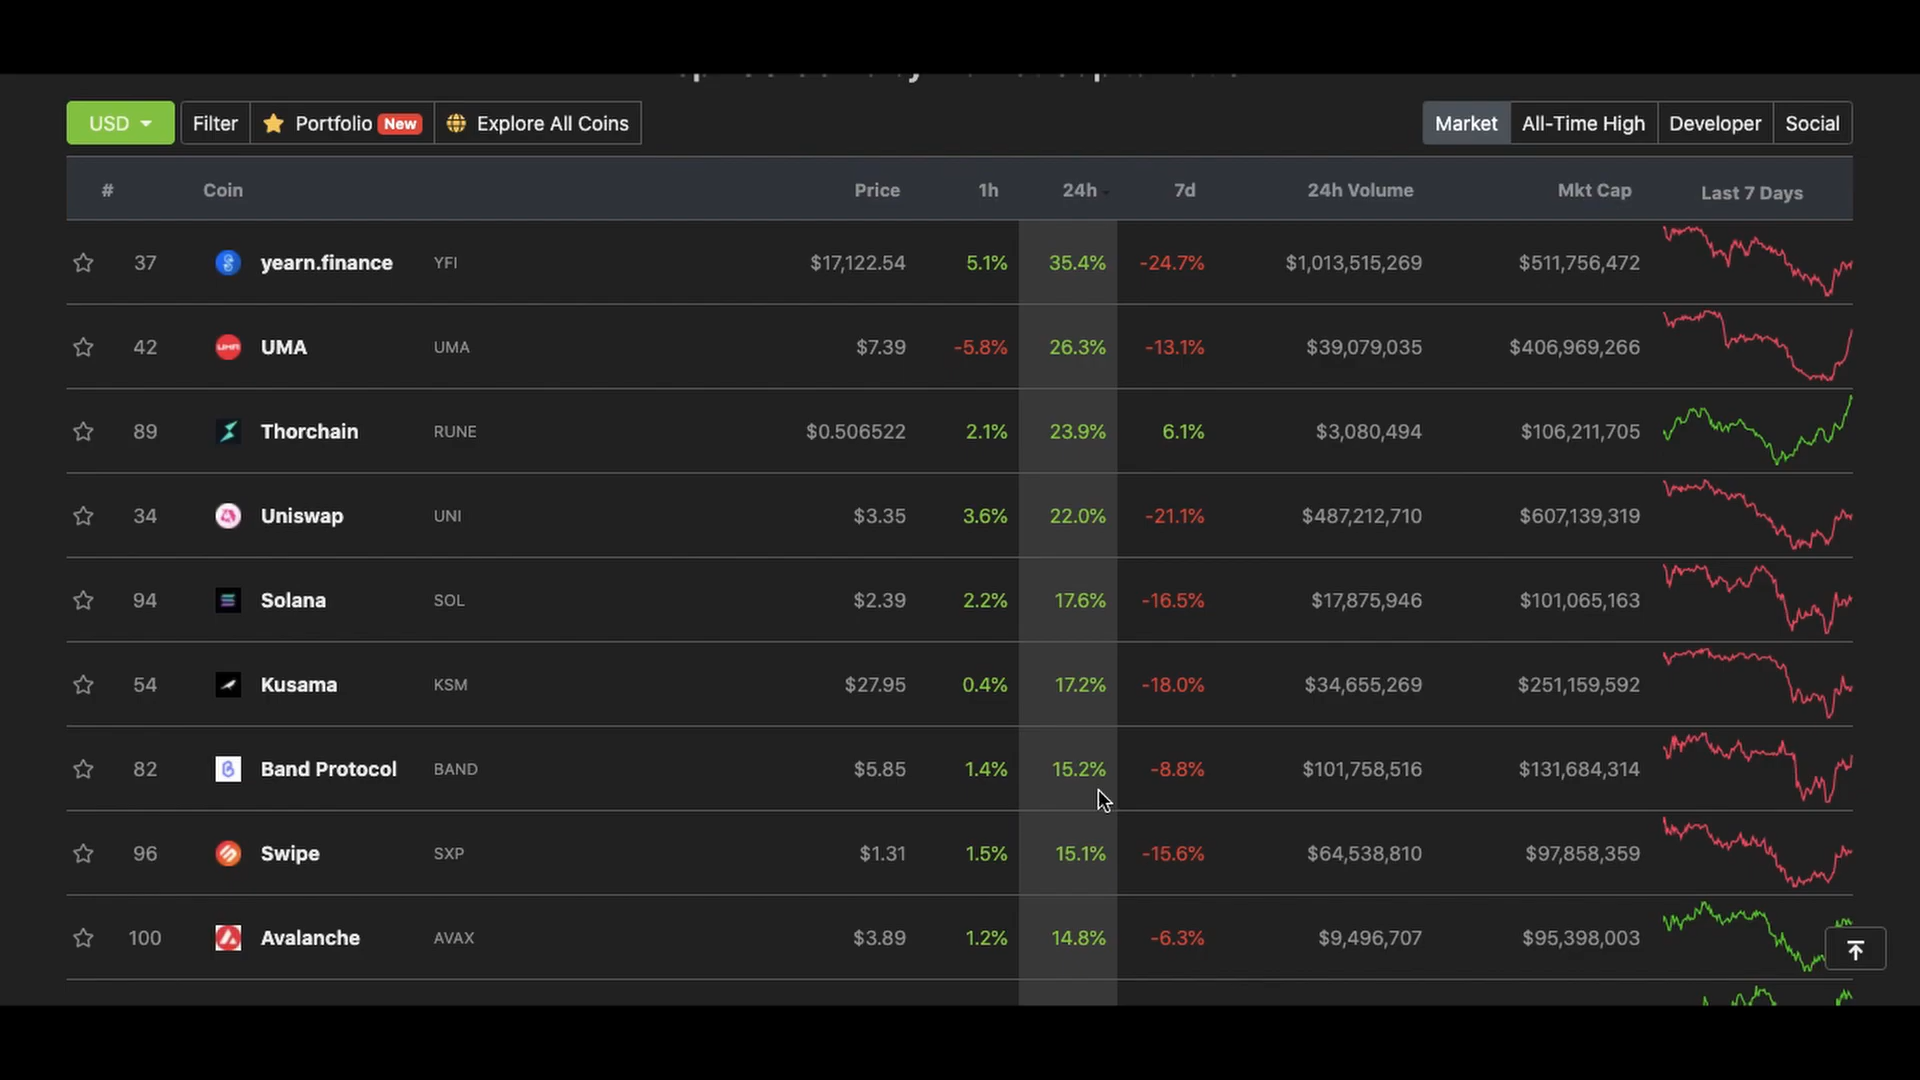 USD Filter Portfolio New Explore All Coins Market All-Time High Developer Social
# Coin Price 1h 24h 7d 24h Volume Mkt Cap Last 7 Days
37 yearn.finance YFI $17,122.54 5.1% 35.4% -24.7% $1,013,515,269 $511,756,472
42 UMA UMA UMA $7.39 -5.8% 26.3% -13.1% $39,079,035 $406,969,266
89 Thorchain RUNE $0.506522 2.1% 23.9% 6.1% $3,080,494 $106,211,705
34 Uniswap UNI $3.35 3.6% 22.0% -21.1% $487,212,710 $607,139,319
94 Solana SOL $2.39 2.2% 17.6% -16.5% $17,875,946 $101,065,163
54 Kusama KSM $27.95 0.4% 17.2% -18.0% $34,655,269 $251,159,592
82 Band Protocol BAND $5.85 1.4% 15.2% -8.8% $101,758,516 $131,684,314
96 Swipe SXP $1.31 1.5% 15.1% -15.6% $64,538,810 $97,858,359
100 Avalanche AVAX $3.89 1.2% 14.8% -6.3% $9,496,707 $95,398,003